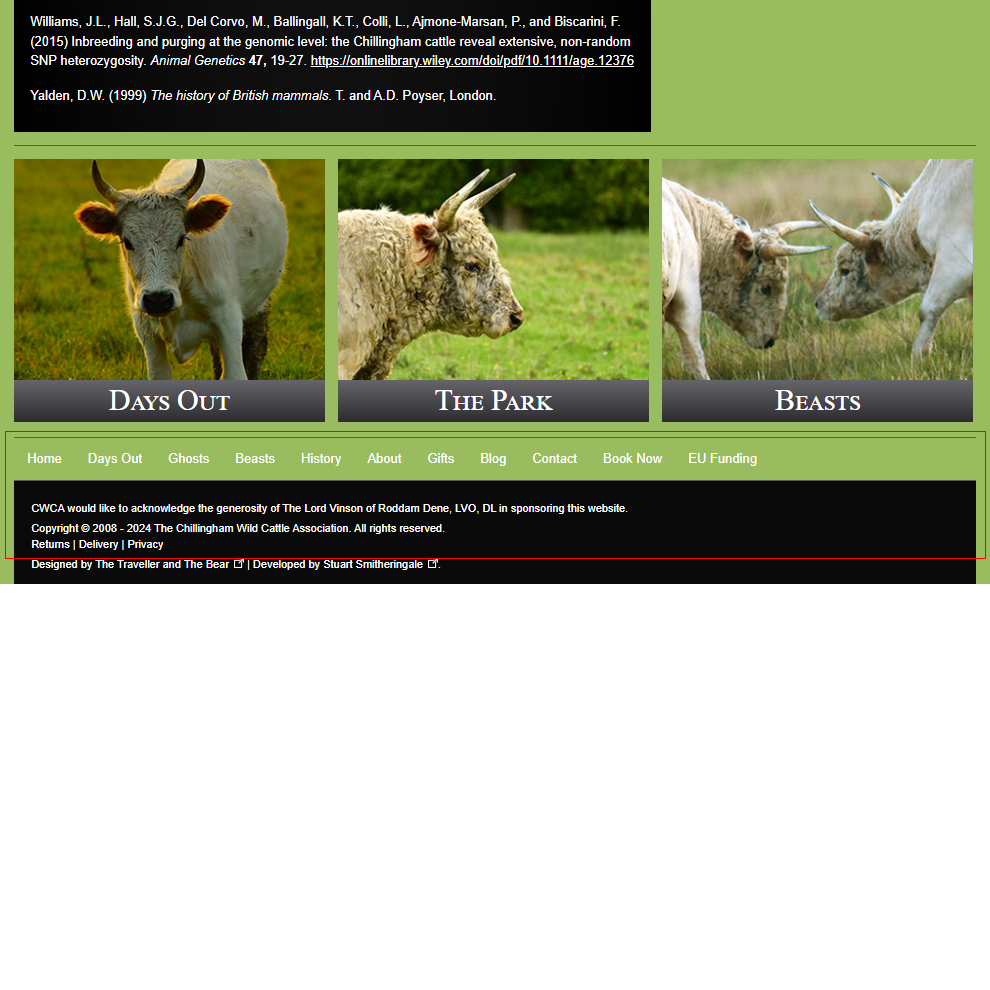 Williams, J.L., Hall, S.J.G., Del Corvo, M., Ballingall, K.T., Colli, L., Ajmone-Marsan, P., and Biscarini, F.
(2015) Inbreeding and purging at the genomic level: the Chillingham cattle reveal extensive, non-random
SNP heterozygosity. Animal Genetics 47, 19-27. https://onlinelibrary.wiley.com/doi/pdf/10.1111/age.12376
Yalden, D.W. (1999) The history of British mammals. T. and A.D. Poyser, London.
Days Out
The Park
Beasts
Home Days Out Ghosts Beasts History About Gifts Blog Contact Book Now EU Funding
CWCA would like to acknowledge the generosity of The Lord Vinson of Roddam Dene, LVO, DL in sponsoring this website.
Copyright © 2008 - 2024 The Chillingham Wild Cattle Association. All rights reserved.
Returns | Delivery | Privacy
Designed by The Traveller and The Bear | Developed by Stuart Smitheringale .